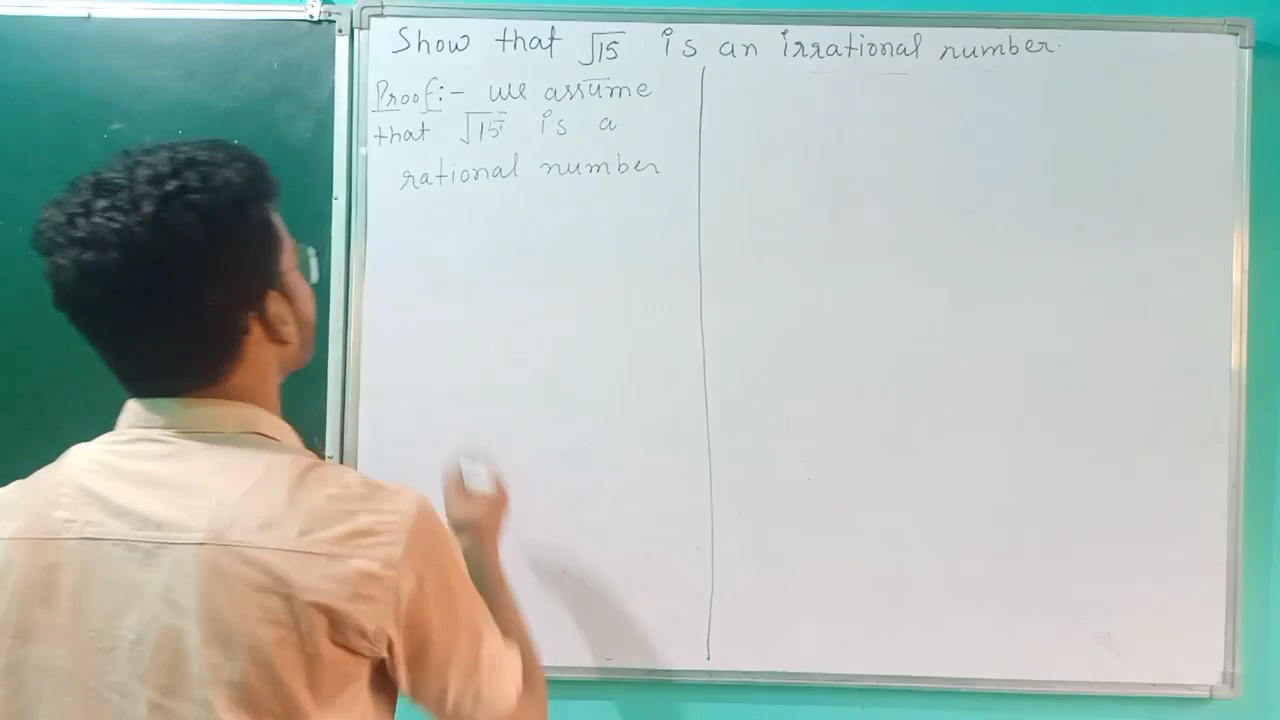 Show that √15 is an irrational number.
Proof:- we assume
that √15 is a
rational number